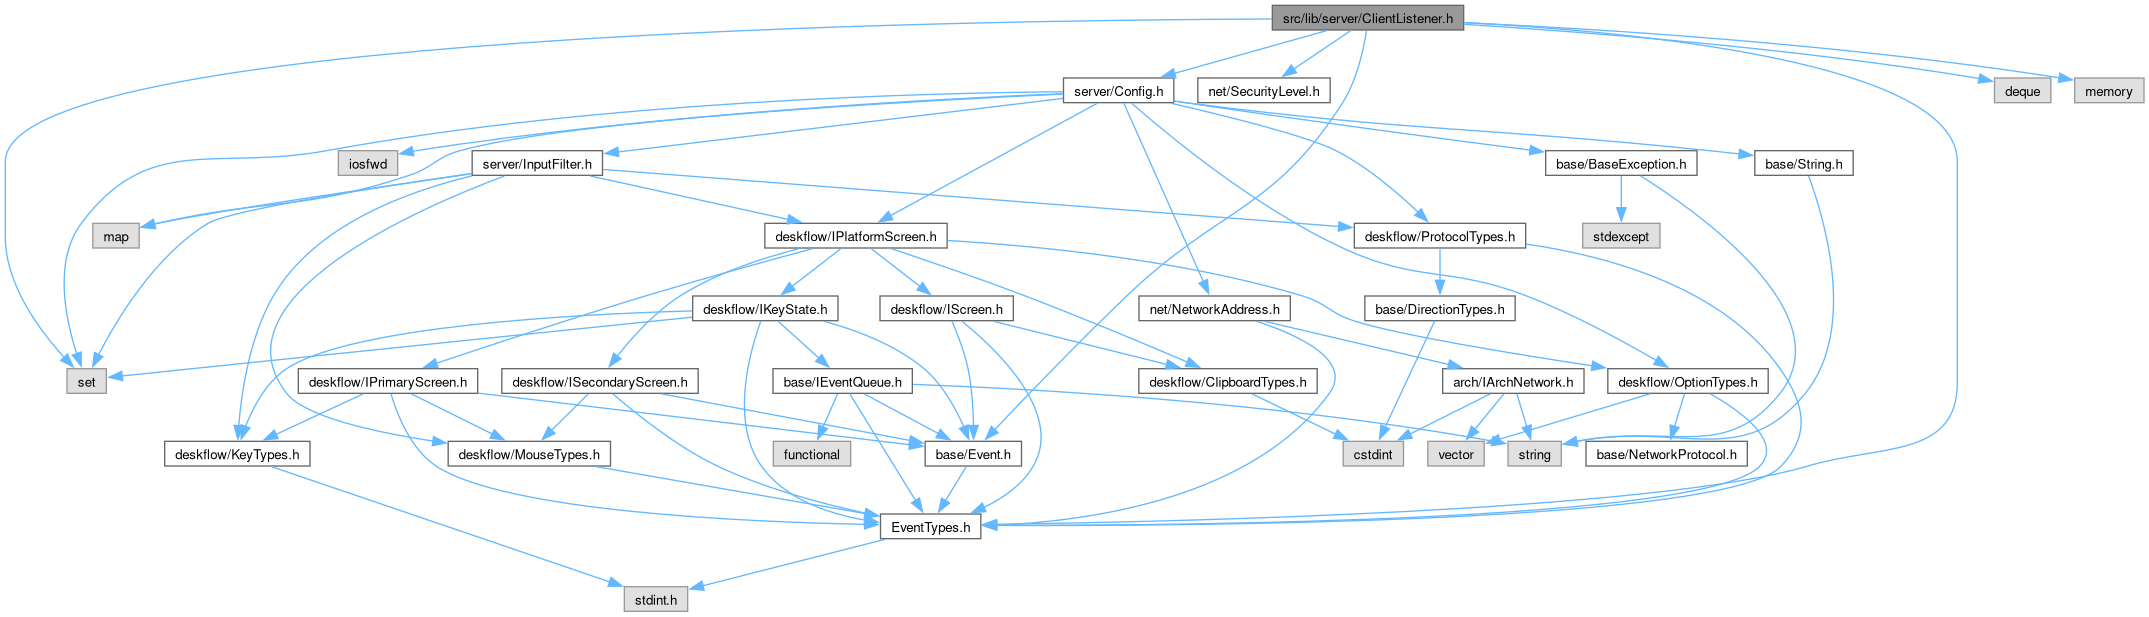 src/lib/server/ClientListener.h
server/Config.h
net/SecurityLevel.h
deque
memory
iosfwd
server/InputFilter.h
base/BaseException.h
base/String.h
map
deskflow/IPlatformScreen.h
deskflow/ProtocolTypes.h
stdexcept
deskflow/IKeyState.h
deskflow/IScreen.h
net/NetworkAddress.h
base/DirectionTypes.h
set
deskflow/IPrimaryScreen.h
deskflow/ISecondaryScreen.h
base/IEventQueue.h
deskflow/ClipboardTypes.h
arch/IArchNetwork.h
deskflow/OptionTypes.h
deskflow/KeyTypes.h
deskflow/MouseTypes.h
functional
base/Event.h
cstdint
vector
string
base/NetworkProtocol.h
EventTypes.h
stdint.h